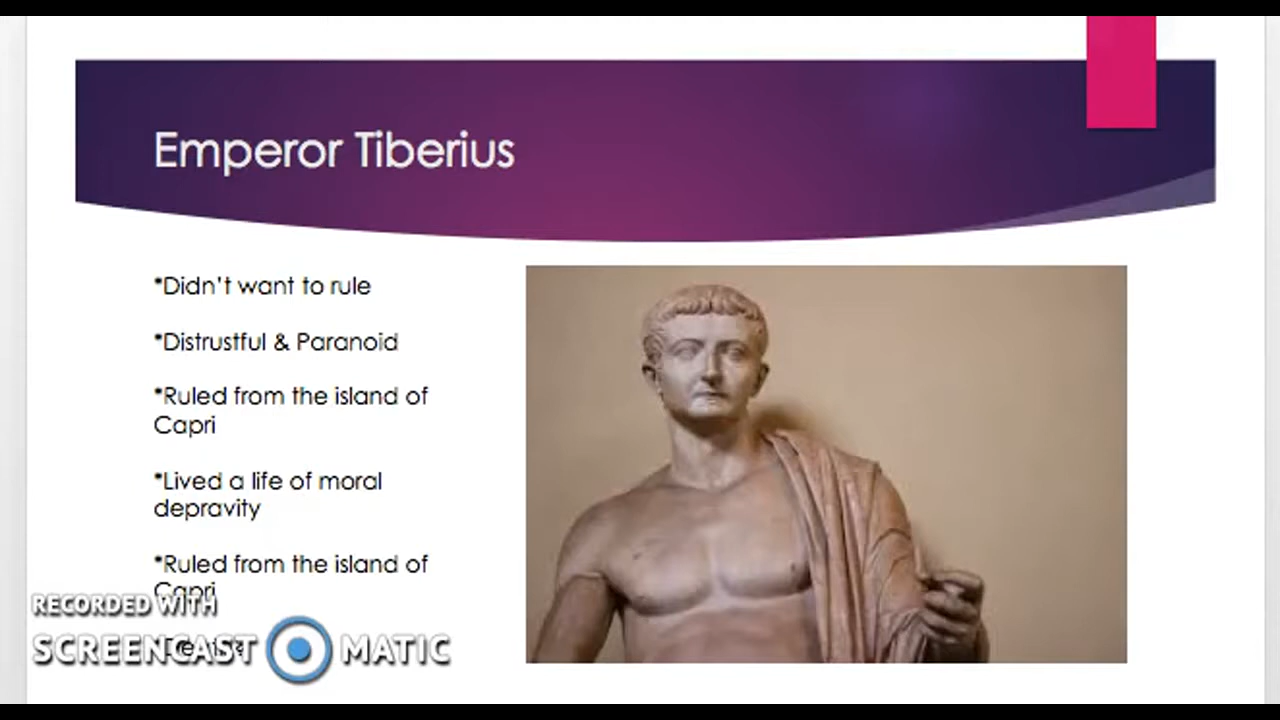 Emperor Tiberius
*Didn't want to rule
*Distrustful & Paranoid
*Ruled from the island of
Capri
*Lived a life of moral
depravity
*Ruled from the island of
Capri
RECORDED WITH
SCREENCAST MATIC